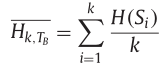 $\overline{H_{k,T_B}} = \sum_{i=1}^{k} \frac{H(S_i)}{k}$